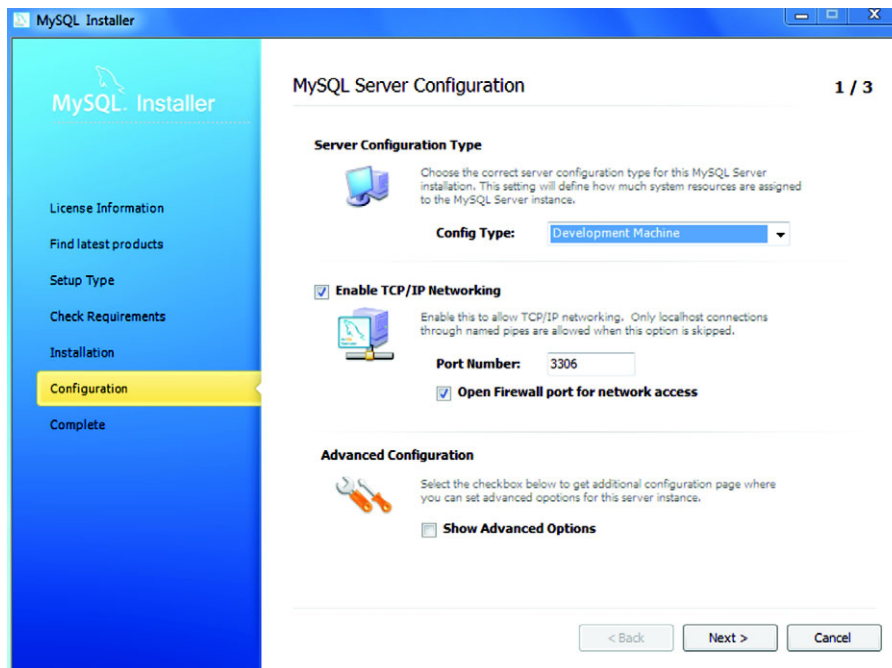 MySQL Installer
MySQL. Installer
License Information
Find latest products
Setup Type
Check Requirements
Installation
Configuration
Complete
MySQL Server Configuration
1 / 3
Server Configuration Type
Choose the correct server configuration type for this MySQL Server
installation. This setting will define how much system resources are assigned
to the MySQL Server instance.
Config Type: Development Machine
Enable TCP/IP Networking
Enable this to allow TCP/IP networking. Only localhost connections
through named pipes are allowed when this option is skipped.
Port Number: 3306
Open Firewall port for network access
Advanced Configuration
Select the checkbox below to get additional configuration page where
you can set advanced opotions for this server instance.
Show Advanced Options
< Back
Next >
Cancel